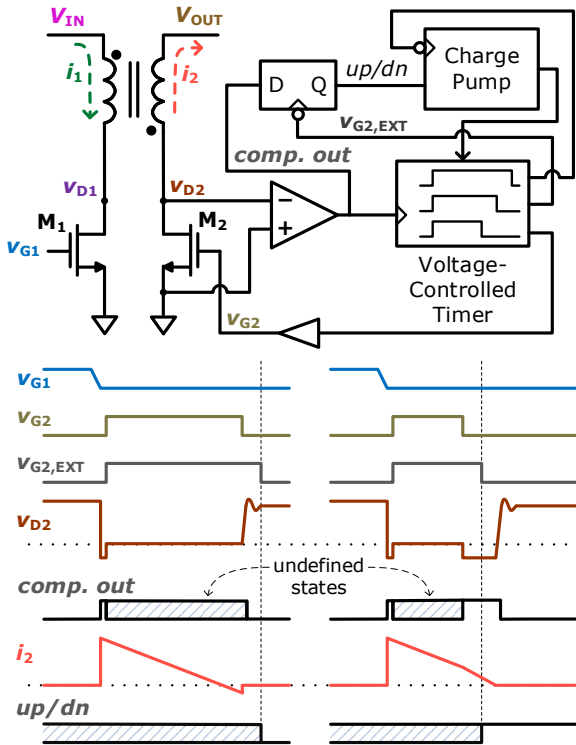 VIN
VOUT
i1
i2
D
Q
up/dn
Charge
Pump
vG2,EXT
comp. out
vD1
vD2
M1
M2
vG1
−
+
Voltage-
Controlled
Timer
vG2
vG1
vG2
vG2,EXT
vD2
undefined
states
comp. out
i2
up/dn